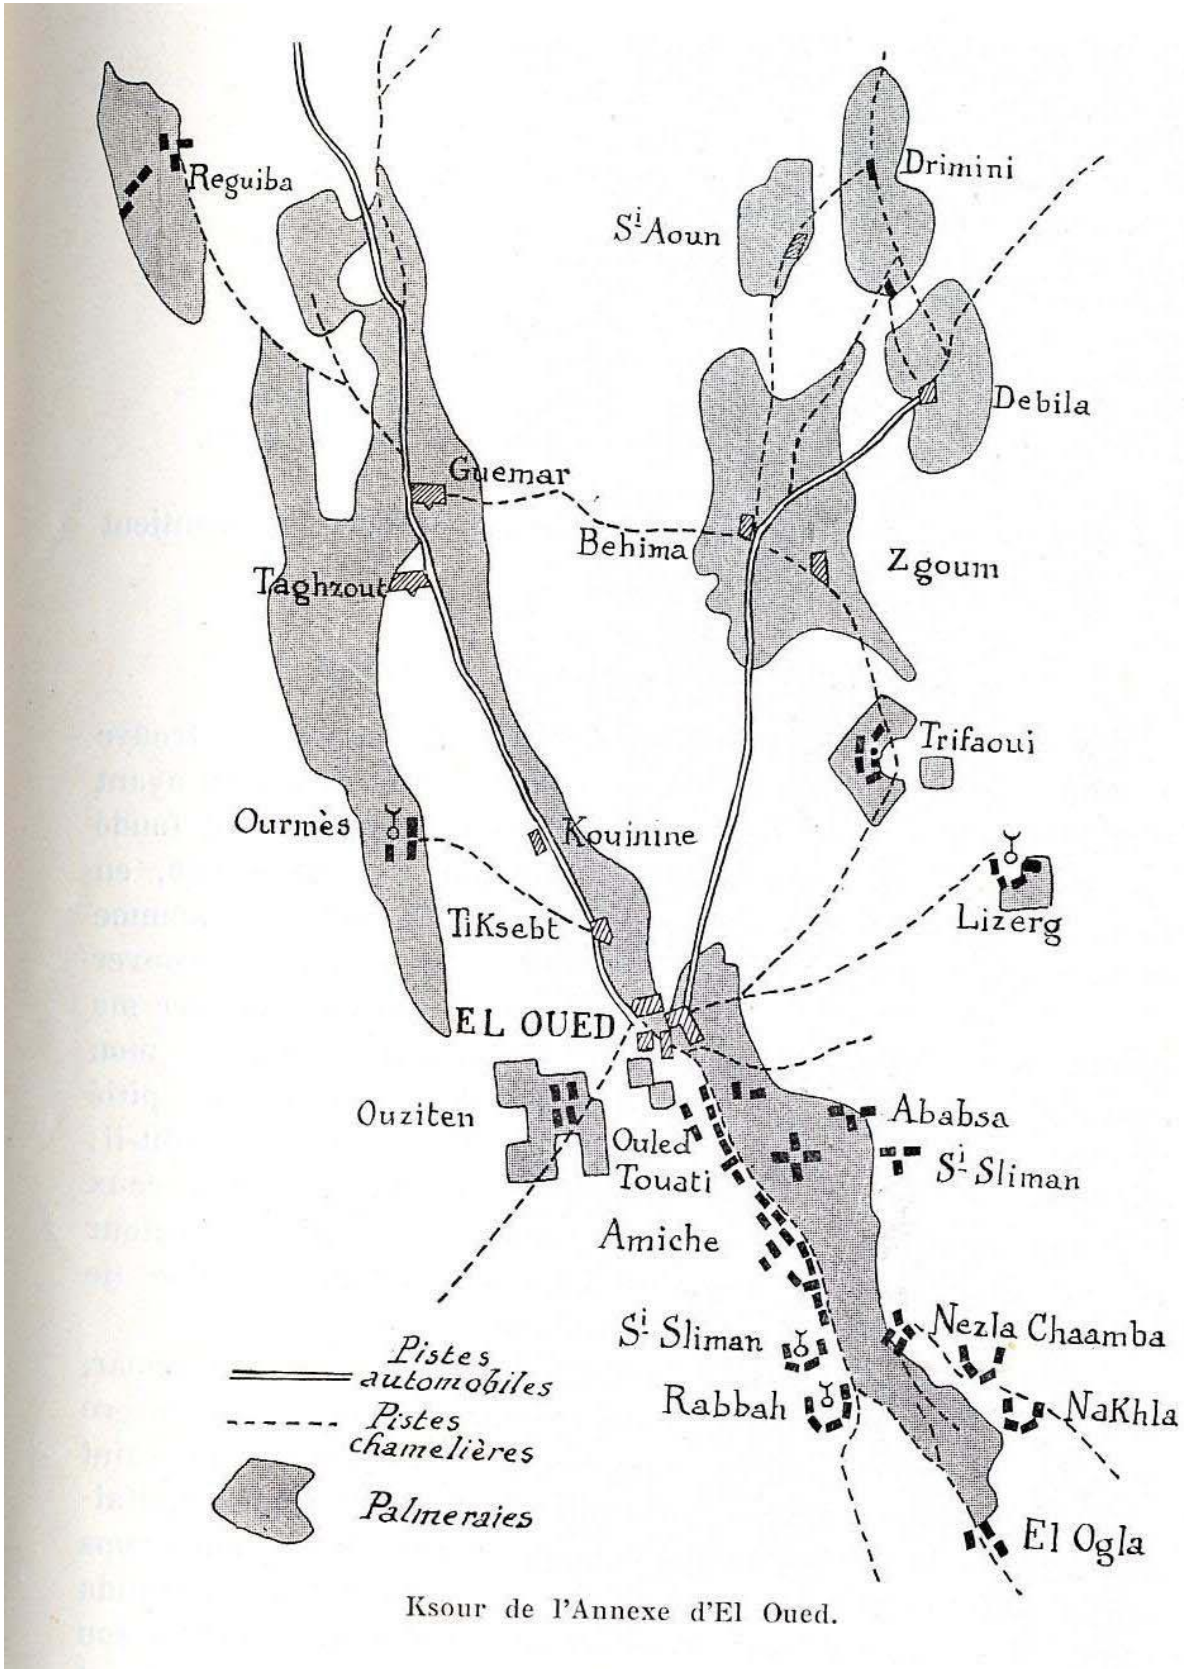 Reguiba
Drimini
Sⁱ Aoun
Debila
Guemar
Behima
Zgoum
Taghzout
Trifaoui
Ourmès
Kouinine
Lizerg
TiKsebt
EL OUED
Ouziten
Ouled
Touati
Ababsa
Sⁱ Sliman
Amiche
Sⁱ Sliman
Nezla Chaamba
Rabbah
NaKhla
El Ogla
Pistes
automobiles
Pistes
chamelières
Palmeraies
Ksour de l'Annexe d'El Oued.